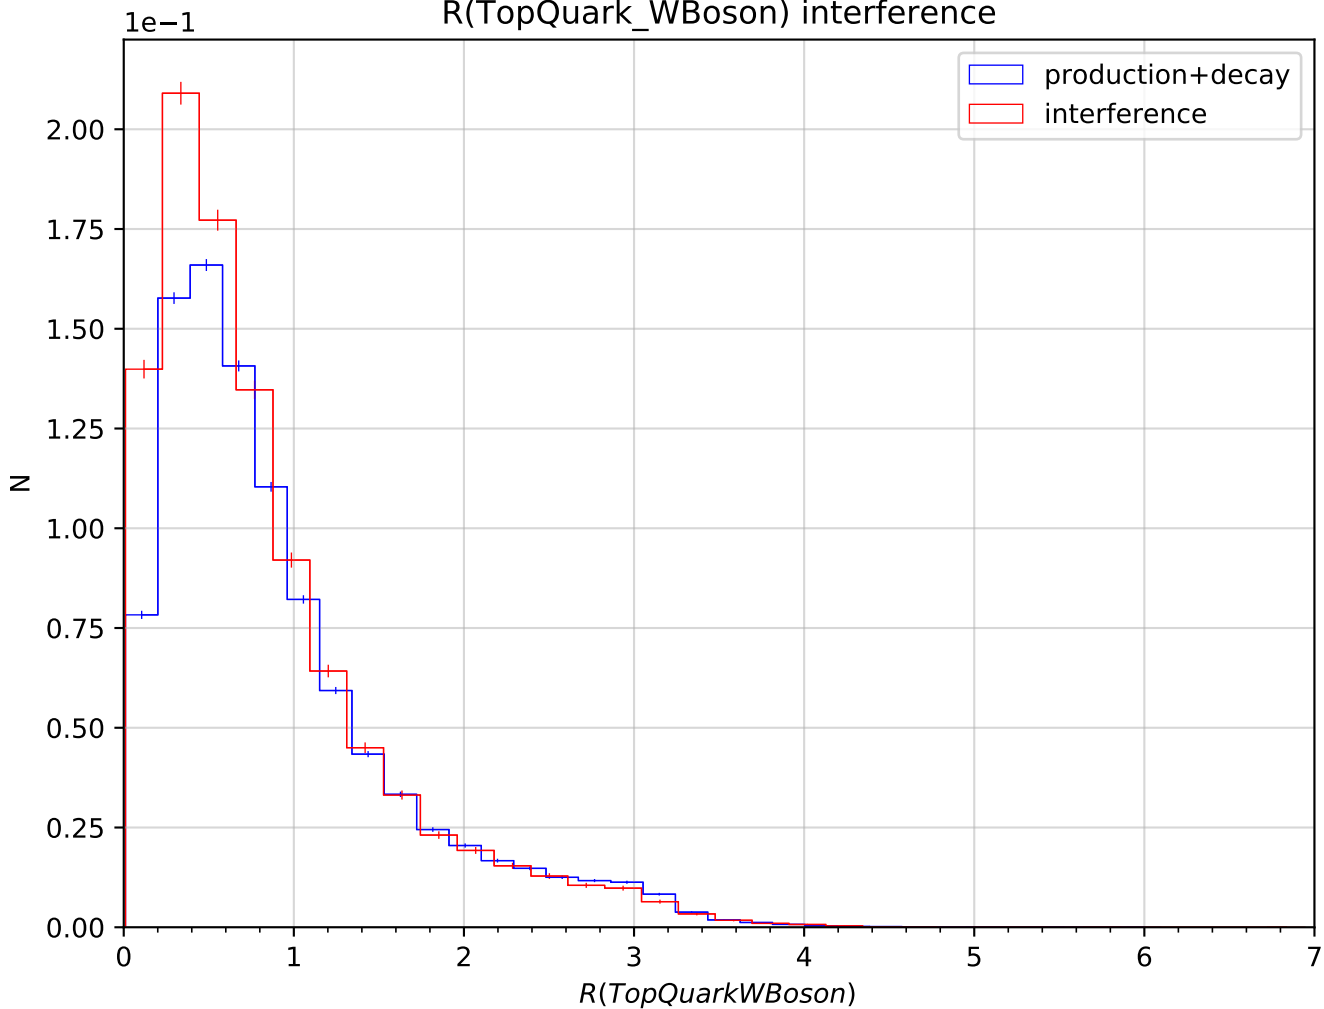 R(TopQuark_WBoson) interference
1e−1
production+decay
interference
2.00
1.75
1.50
1.25
1.00
0.75
0.50
0.25
0.00
N
0 1 2 3 4 5 6 7
R(TopQuarkWBoson)